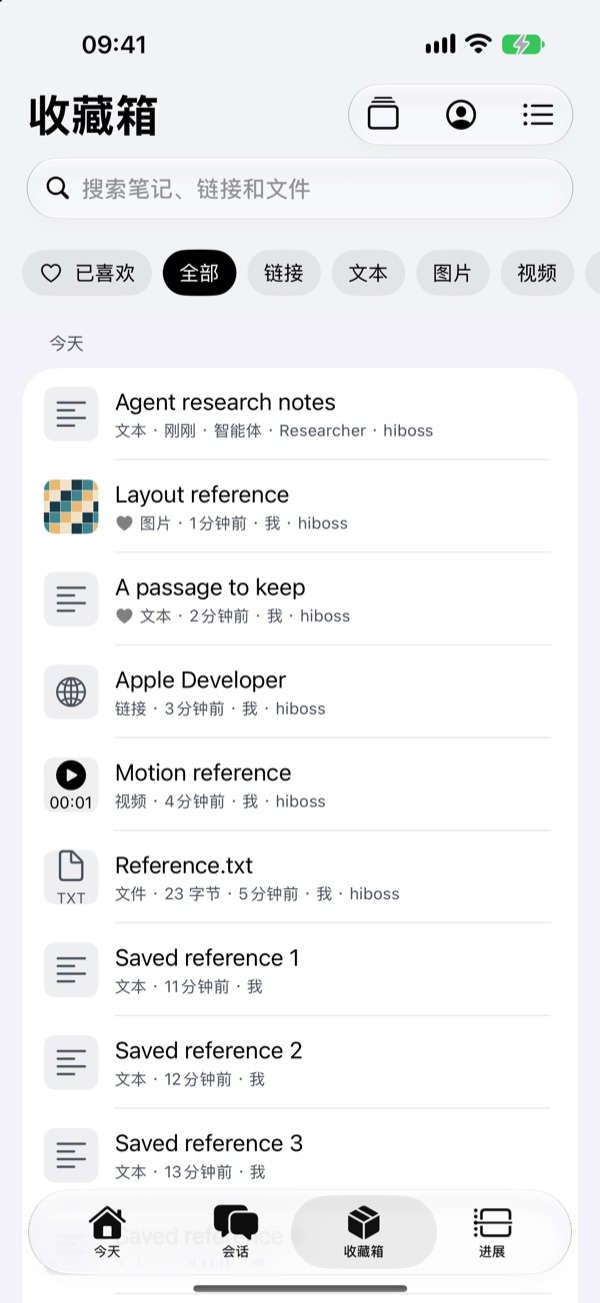 09:41
收藏箱
搜索笔记、链接和文件
已喜欢 全部 链接 文本 图片 视频
今天
Agent research notes
文本 · 刚刚 · 智能体 · Researcher · hiboss
Layout reference
图片 · 1分钟前 · 我 · hiboss
A passage to keep
文本 · 2分钟前 · 我 · hiboss
Apple Developer
链接 · 3分钟前 · 我 · hiboss
Motion reference
00:01
视频 · 4分钟前 · 我 · hiboss
Reference.txt
TXT
文件 · 23 字节 · 5分钟前 · 我 · hiboss
Saved reference 1
文本 · 11分钟前 · 我
Saved reference 2
文本 · 12分钟前 · 我
Saved reference 3
文本 · 13分钟前 · 我
Saved reference
今天 会话 收藏箱 进展